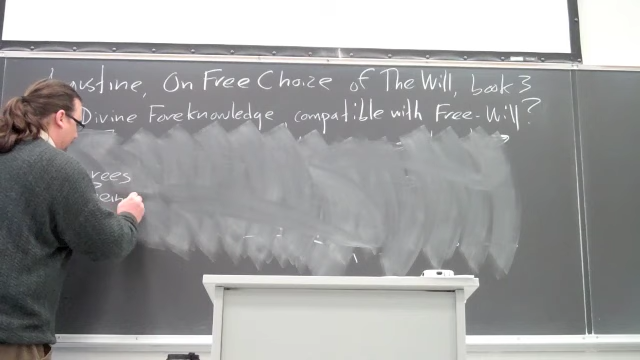 ustine, On Free Choice of The Will, book 3
Divine Foreknowledge compatible with Free-Will?
rees